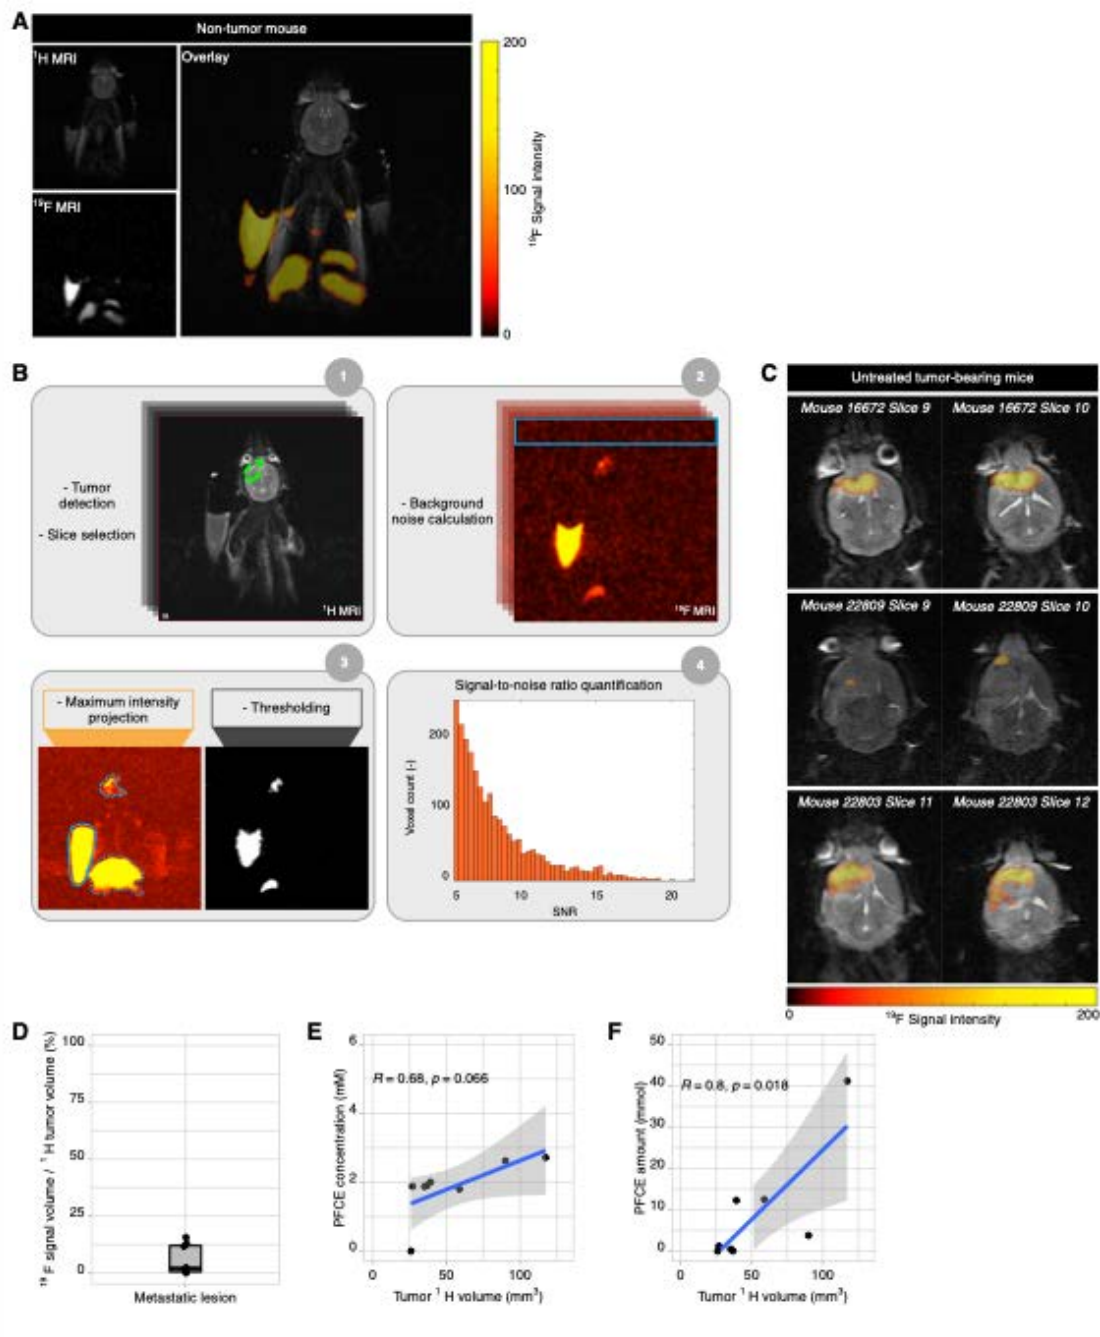 A
Non-tumor mouse
¹H MRI
Overlay
¹⁹F MRI
200
100
0
¹⁹F Signal intensity
B
1
- Tumor
detection
- Slice selection
¹H MRI
2
- Background
noise calculation
¹⁹F MRI
3
- Maximum intensity
projection
- Thresholding
4
Signal-to-noise ratio quantification
Voxel count (-)
200
100
0
5
10
15
20
SNR
C
Untreated tumor-bearing mice
Mouse 16672 Slice 9
Mouse 16672 Slice 10
Mouse 22809 Slice 9
Mouse 22809 Slice 10
Mouse 22803 Slice 11
Mouse 22803 Slice 12
0
¹⁹F Signal intensity
200
D
¹⁹F signal volume / ¹H tumor volume (%)
100
75
50
25
0
Metastatic lesion
E
PFCE concentration (mM)
6
4
2
0
R = 0.68, p = 0.066
0
50
100
Tumor ¹H volume (mm³)
F
PFCE amount (mmol)
50
40
30
20
10
0
R = 0.8, p = 0.018
0
50
100
Tumor ¹H volume (mm³)